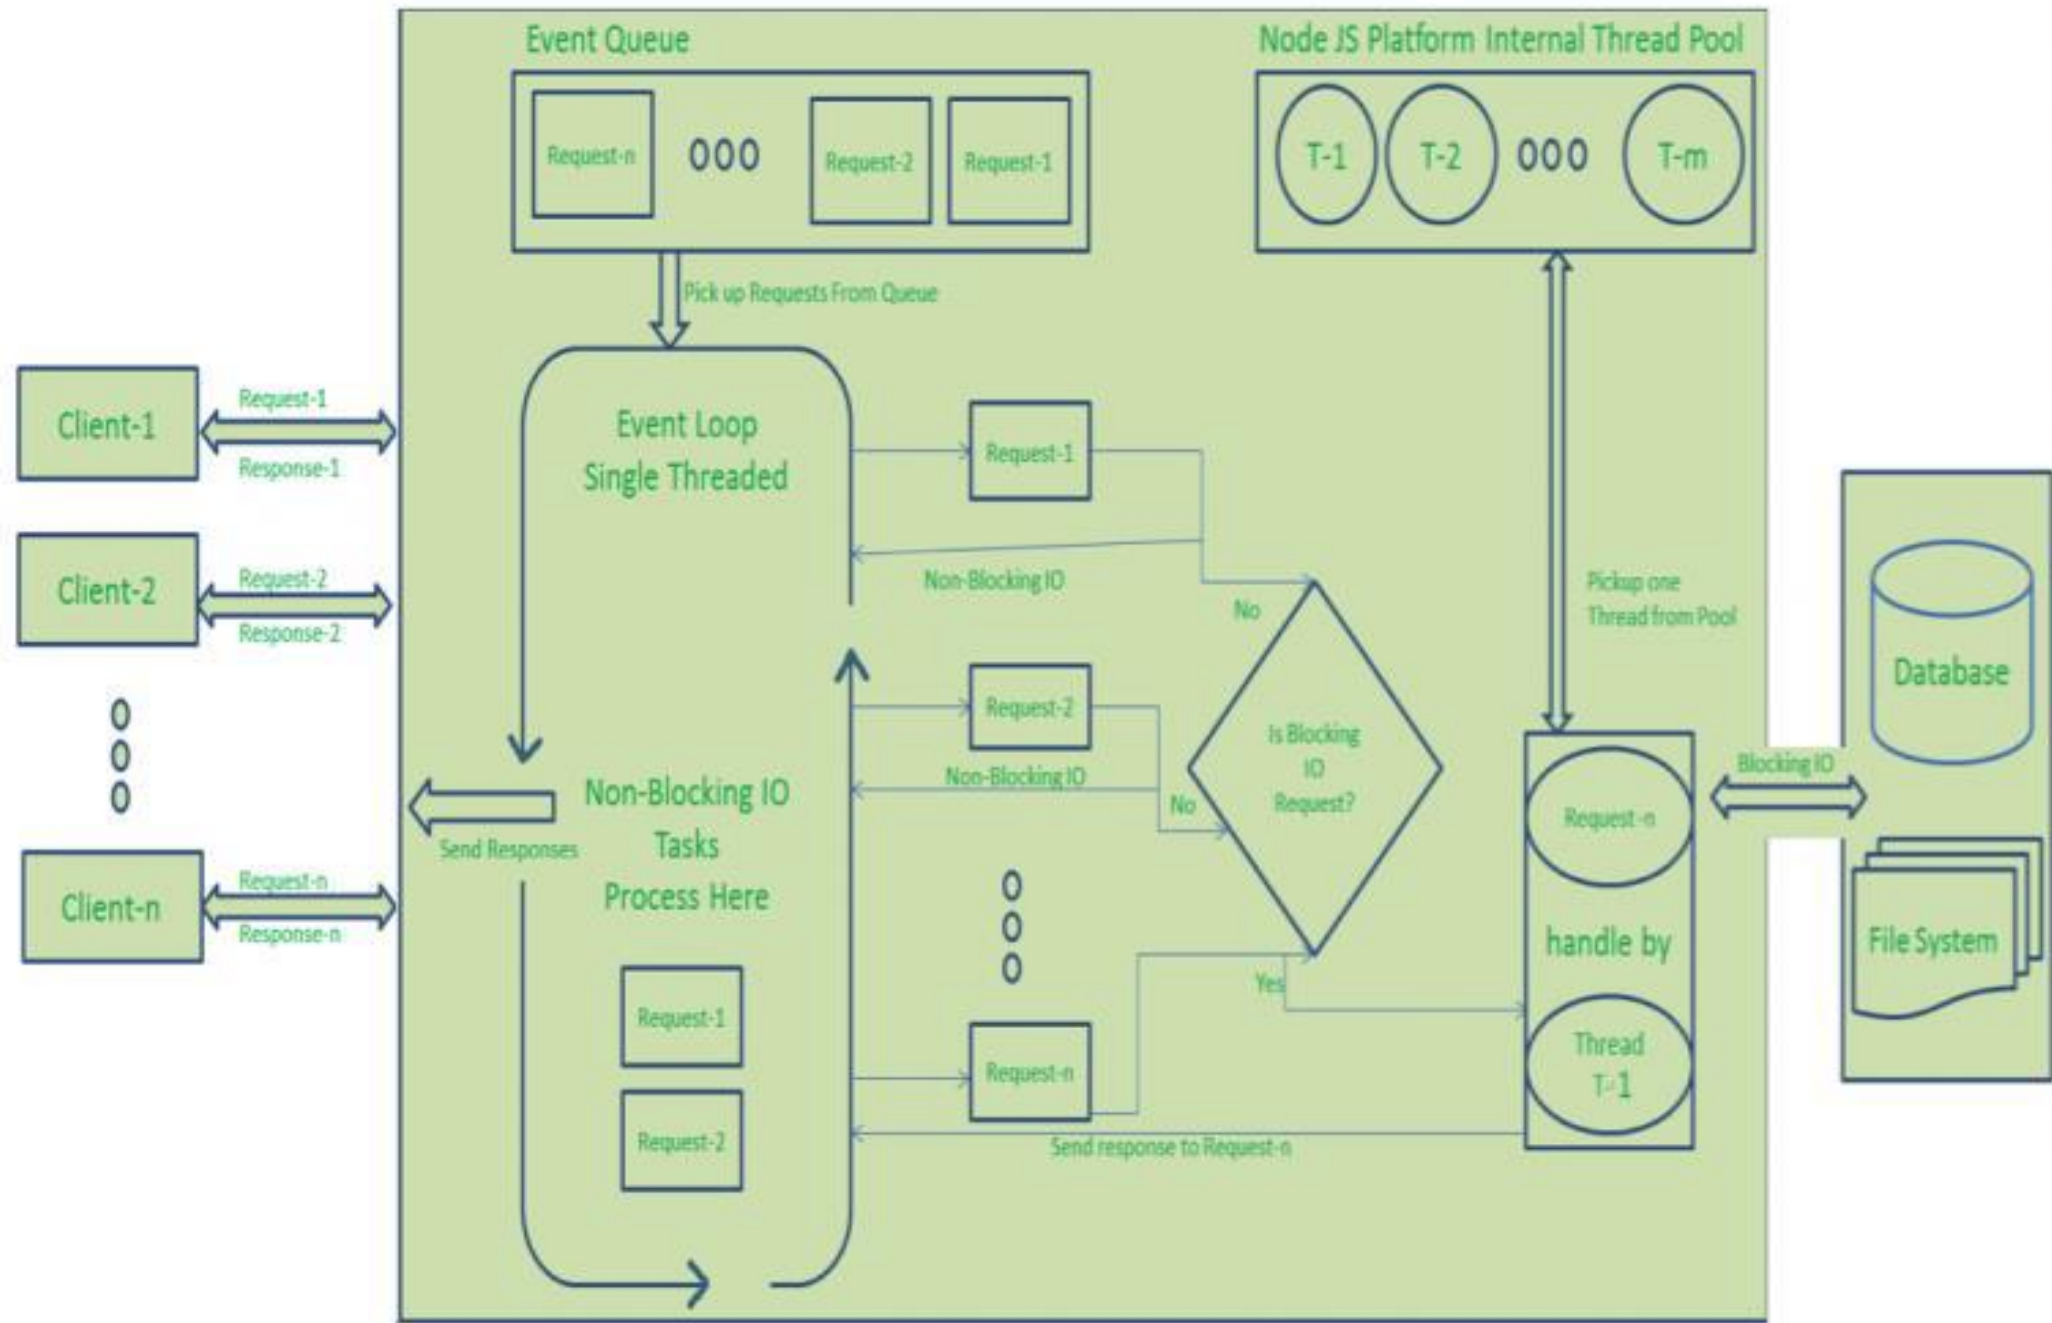 Event Queue
Node JS Platform Internal Thread Pool
Request-n
Request-2
Request-1
T-1
T-2
T-m
Pick up Requests From Queue
Client-1
Request-1
Response-1
Event Loop
Single Threaded
Request-1
Non-Blocking IO
No
Client-2
Request-2
Response-2
Pickup one
Thread from Pool
Request-2
Non-Blocking IO
No
Is Blocking
IO
Request?
Database
Blocking IO
Send Responses
Non-Blocking IO
Tasks
Process Here
Request-n
handle by
Thread
T-1
Client-n
Request-n
Response-n
File System
Yes
Request-1
Request-2
Request-n
Send response to Request-n